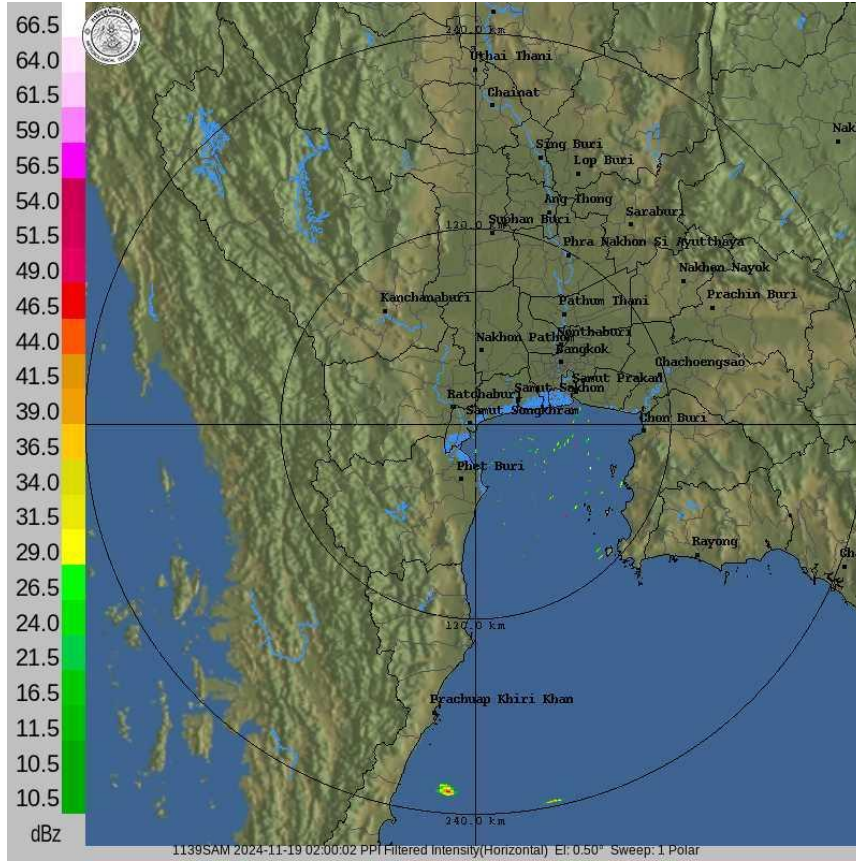 66.5
64.0
61.5
59.0
56.5
54.0
51.5
49.0
46.5
44.0
41.5
39.0
36.5
34.0
31.5
29.0
26.5
24.0
21.5
16.5
11.5
10.5
10.5
dBz
240.0 km
Uthai Thani
Chainat
Nak
Sing Buri
Lop Buri
Ang Thong
Suphan Buri
Saraburi
120.0 km
Phra Nakhon Si Ayutthaya
Nakhon Nayok
Kanchanaburi
Pathum Thani
Prachin Buri
Nakhon Pathom
Nonthaburi
Bangkok
Chachoengsao
Samut Prakan
Samut Sakhon
Ratchaburi
Samut Songkhram
Chon Buri
Phet Buri
Rayong
Ch
120.0 km
Prachuap Khiri Khan
240.0 km
1139SAM 2024-11-19 02:00:02 PPI Filtered Intensity(Horizontal) El: 0.50° Sweep: 1 Polar